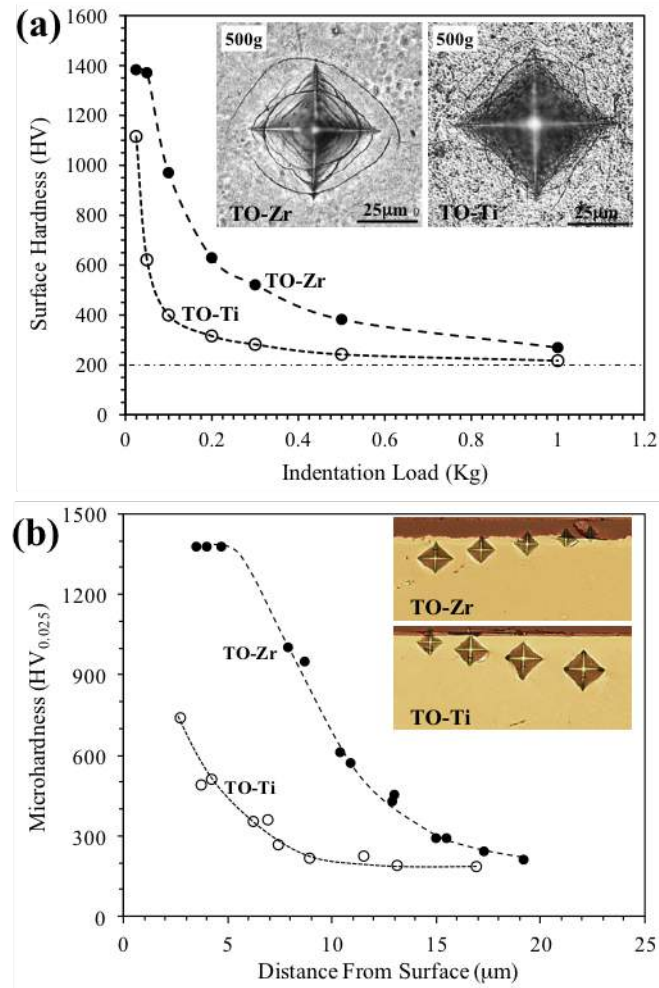 (a)
1600
1400
1200
1000
800
600
400
200
0
Surface Hardness (HV)
500g
TO-Zr
25μm
500g
TO-Ti
25μm
TO-Zr
TO-Ti
0
0.2
0.4
0.6
0.8
1
1.2
Indentation Load (Kg)
(b)
1500
1200
900
600
300
0
Microhardness (HV0.025)
TO-Zr
TO-Ti
TO-Zr
TO-Ti
0
5
10
15
20
25
Distance From Surface (μm)